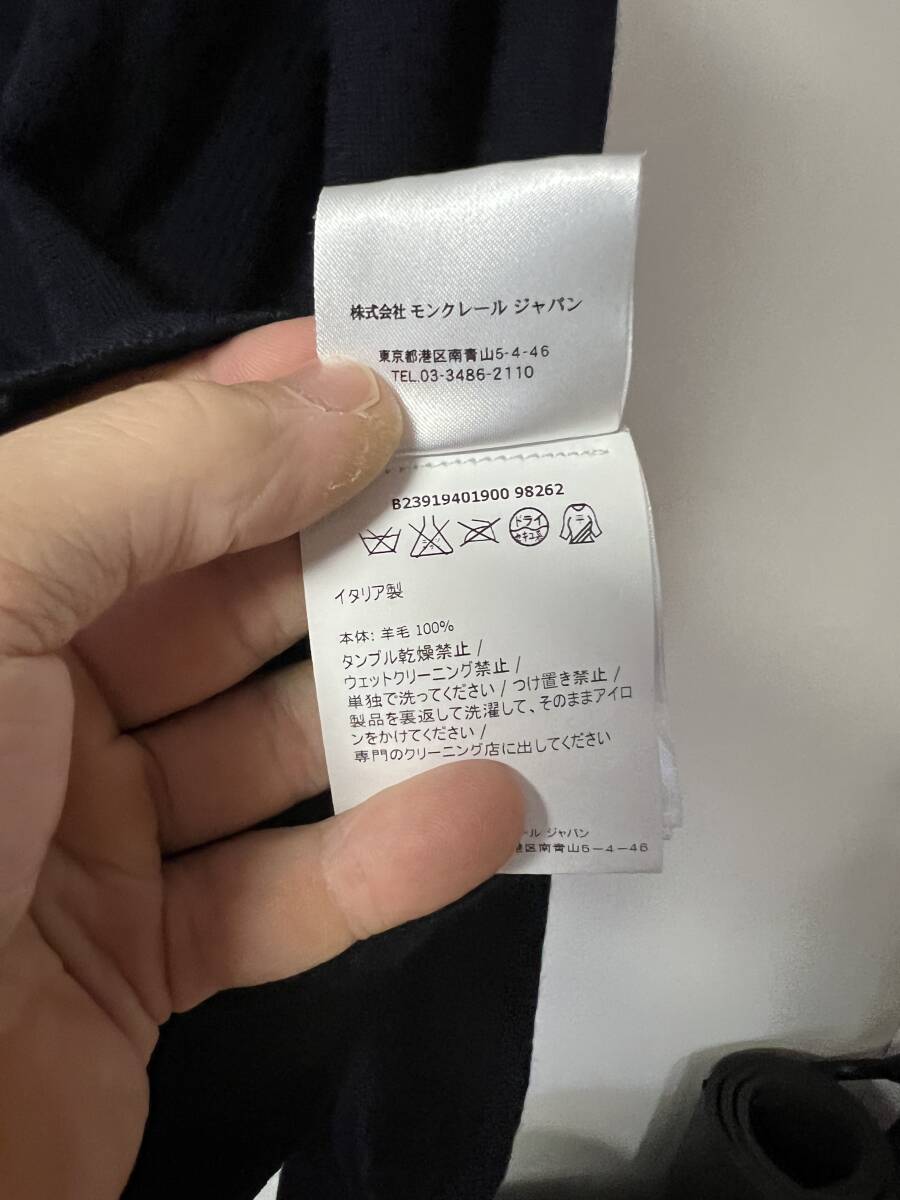 株式会社 モンクレール ジャパン
東京都港区南青山5-4-46
TEL.03-3486-2110
B23919401900 98262
ドライ
セキユ系
イタリア製
本体: 羊毛 100%
タンブル乾燥禁止 /
ウェットクリーニング禁止 /
単独で洗ってください / つけ置き禁止 /
製品を裏返して洗濯して、そのままアイロ
ンをかけてください /
専門のクリーニング店に出してください
ール ジャパン
港区南青山5-4-46